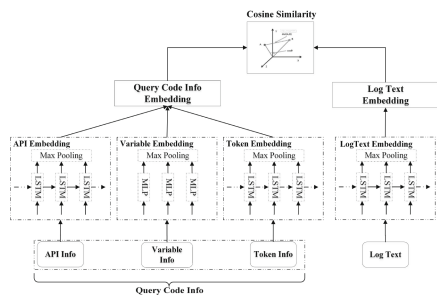 Cosine Similarity
Query Code Info
Embedding
Log Text
Embedding
API Embedding
Variable Embedding
Token Embedding
LogText Embedding
Max Pooling
Max Pooling
Max Pooling
Max Pooling
LSTM
LSTM
LSTM
MLP
MLP
MLP
LSTM
LSTM
LSTM
LSTM
LSTM
LSTM
API Info
Variable
Info
Token Info
Log Text
Query Code Info